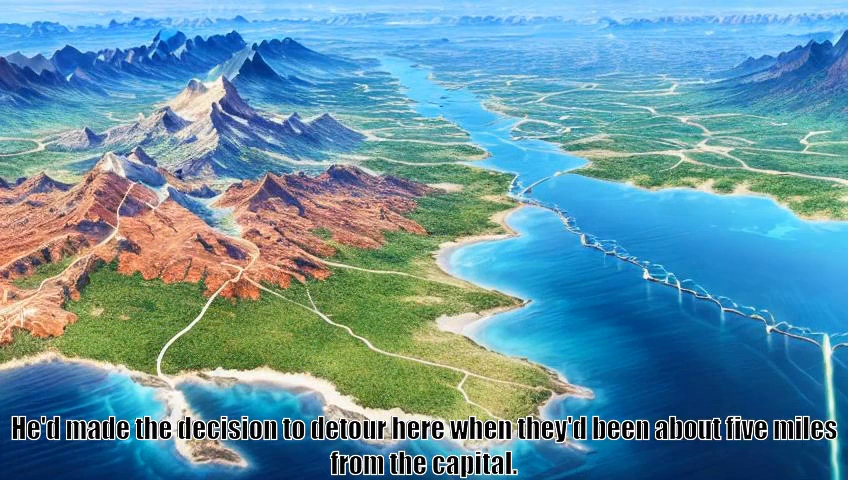 He'd made the decision to detour here when they'd been about five miles
from the capital.